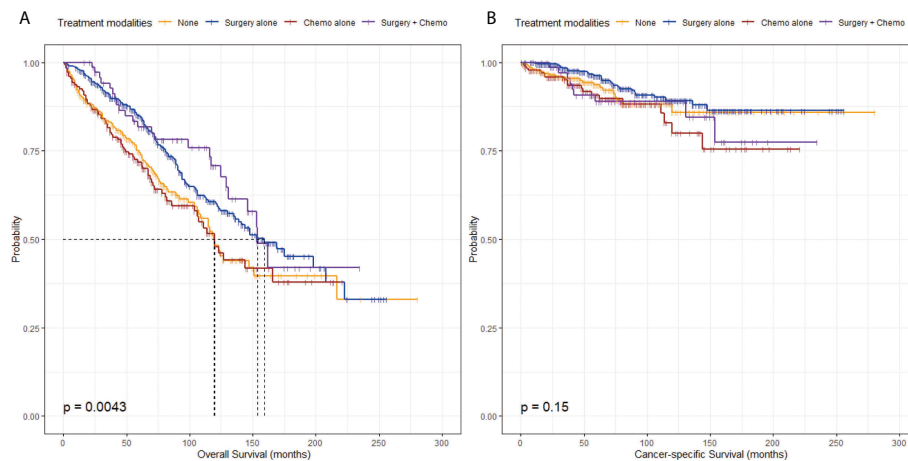 A
Treatment modalities None Surgery alone Chemo alone Surgery + Chemo
1.00
0.75
0.50
0.25
0.00
Probability
p = 0.0043
0 50 100 150 200 250 300
Overall Survival (months)
B
Treatment modalities None Surgery alone Chemo alone Surgery + Chemo
1.00
0.75
0.50
0.25
0.00
Probability
p = 0.15
0 50 100 150 200 250 300
Cancer-specific Survival (months)